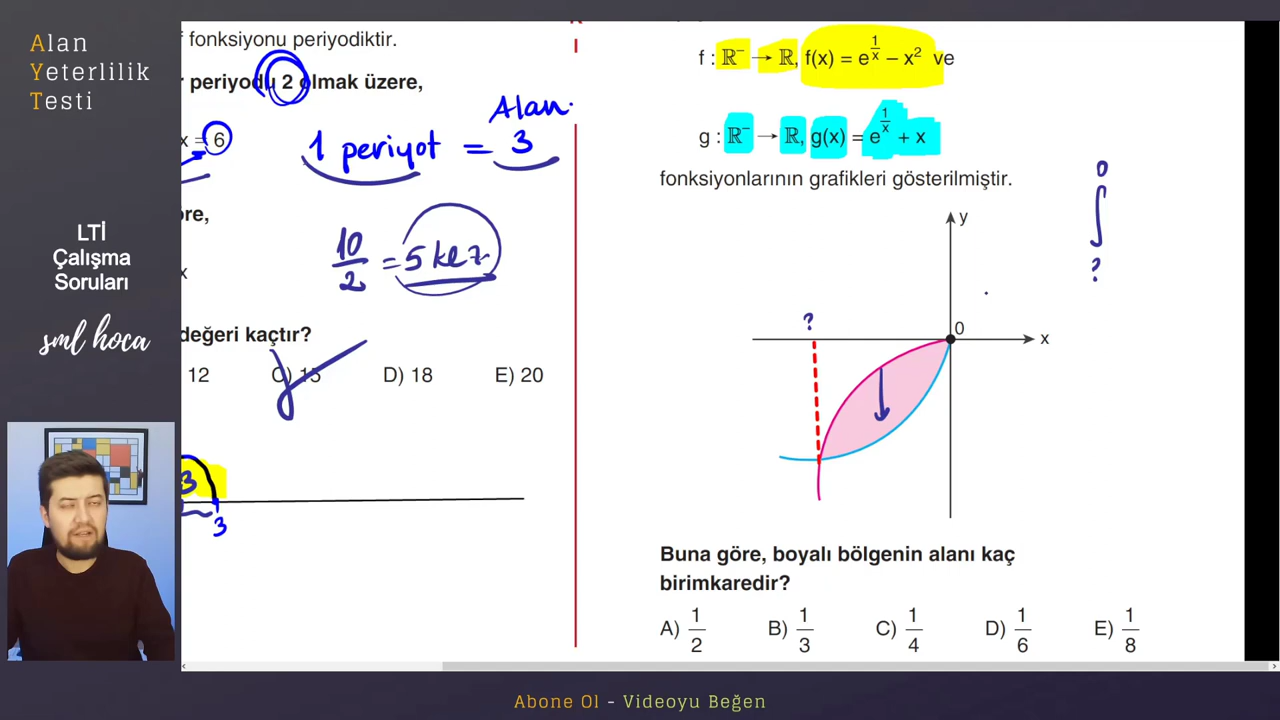 Alan
Yeterlilik
Testi
LTİ
Çalışma
Soruları
sml hoca
f fonksiyonu periyodiktir.
periyodu 2 olmak üzere,
x = 6
Alan
1 periyot = 3
re,
10/2 = 5 kez
x
değeri kaçtır?
12 C) 15 D) 18 E) 20
3
3
f : ℝ⁻ → ℝ, f(x) = e^(1/x) − x² ve
g : ℝ⁻ → ℝ, g(x) = e^(1/x) + x
fonksiyonlarının grafikleri gösterilmiştir.
0
∫
?
y
?
0
x
Buna göre, boyalı bölgenin alanı kaç
birimkaredir?
A) 1/2 B) 1/3 C) 1/4 D) 1/6 E) 1/8
Abone Ol - Videoyu Beğen